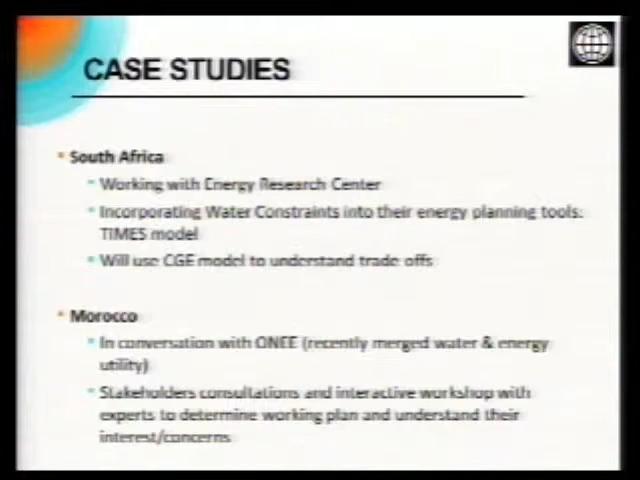 CASE STUDIES
South Africa
Working with Energy Research Center
Incorporating Water Constraints into their energy planning tools:
TIMES model
Will use CGE model to understand trade offs
Morocco
In conversation with ONEE (recently merged water & energy
utility)
Stakeholders consultations and interactive workshop with
experts to determine working plan and understand their
interest/concerns